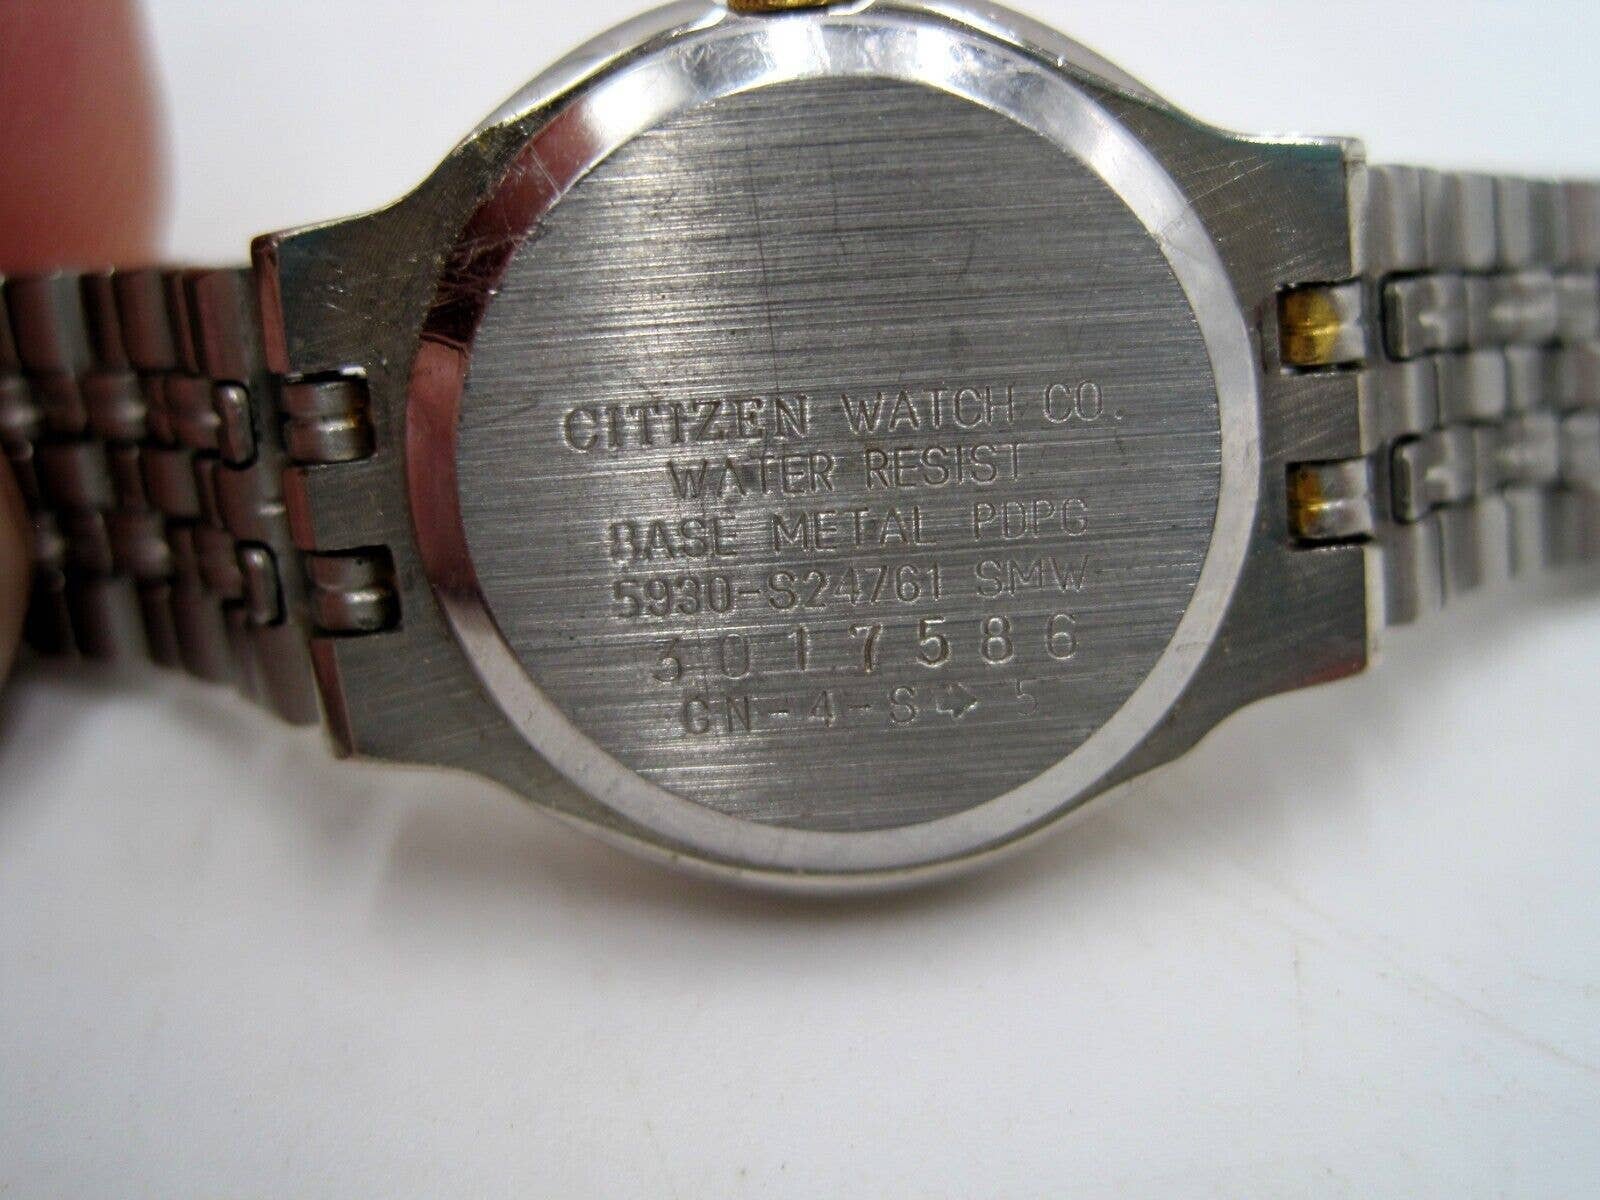 CITIZEN WATCH CO.
WATER RESIST
BASE METAL PDPG
5930-S24761 SMW
3017586
GN-4-S➩5